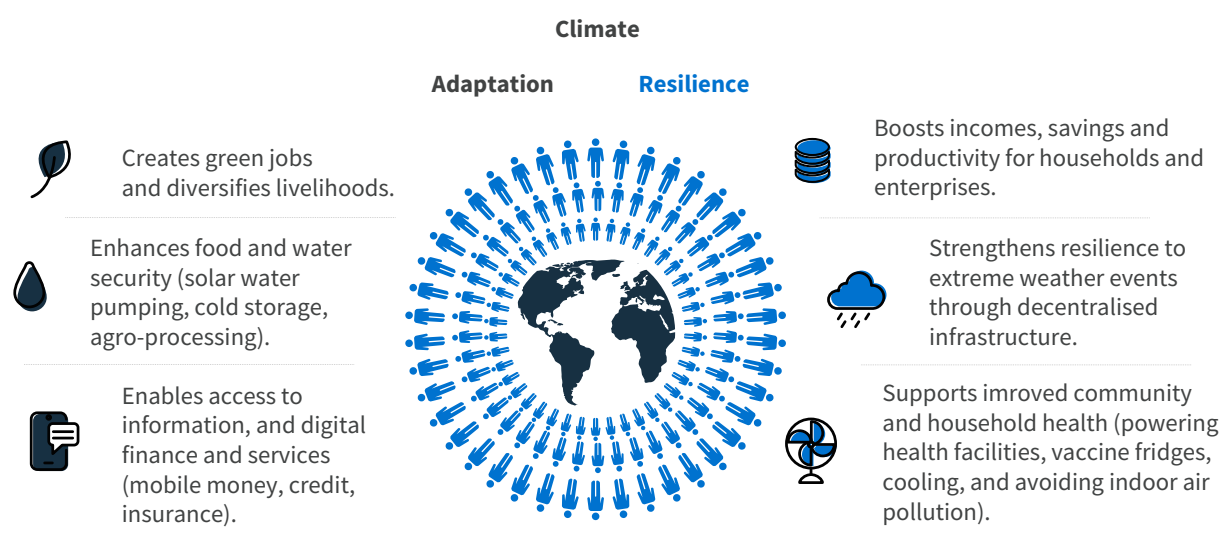 Climate
Adaptation
Resilience
Creates green jobs
and diversifies livelihoods.
Enhances food and water
security (solar water
pumping, cold storage,
agro-processing).
Enables access to
information, and digital
finance and services
(mobile money, credit,
insurance).
Boosts incomes, savings and
productivity for households and
enterprises.
Strengthens resilience to
extreme weather events
through decentralised
infrastructure.
Supports imroved community
and household health (powering
health facilities, vaccine fridges,
cooling, and avoiding indoor air
pollution).